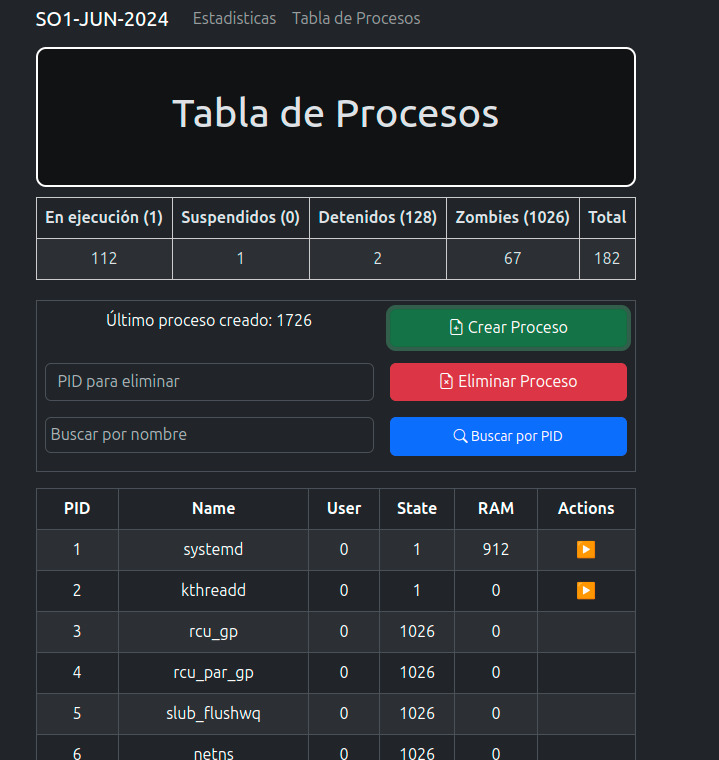 SO1-JUN-2024 Estadisticas Tabla de Procesos
Tabla de Procesos
En ejecución (1) Suspendidos (0) Detenidos (128) Zombies (1026) Total
112 1 2 67 182
Último proceso creado: 1726 Crear Proceso
PID para eliminar Eliminar Proceso
Buscar por nombre Buscar por PID
PID Name User State RAM Actions
1 systemd 0 1 912
2 kthreadd 0 1 0
3 rcu_gp 0 1026 0
4 rcu_par_gp 0 1026 0
5 slub_flushwq 0 1026 0
6 netns 0 1026 0